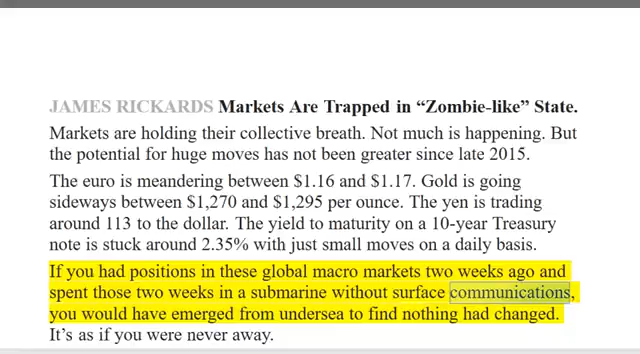 JAMES RICKARDS Markets Are Trapped in “Zombie-like” State.
Markets are holding their collective breath. Not much is happening. But
the potential for huge moves has not been greater since late 2015.
The euro is meandering between $1.16 and $1.17. Gold is going
sideways between $1,270 and $1,295 per ounce. The yen is trading
around 113 to the dollar. The yield to maturity on a 10-year Treasury
note is stuck around 2.35% with just small moves on a daily basis.
If you had positions in these global macro markets two weeks ago and
spent those two weeks in a submarine without surface communications,
you would have emerged from undersea to find nothing had changed.
It’s as if you were never away.